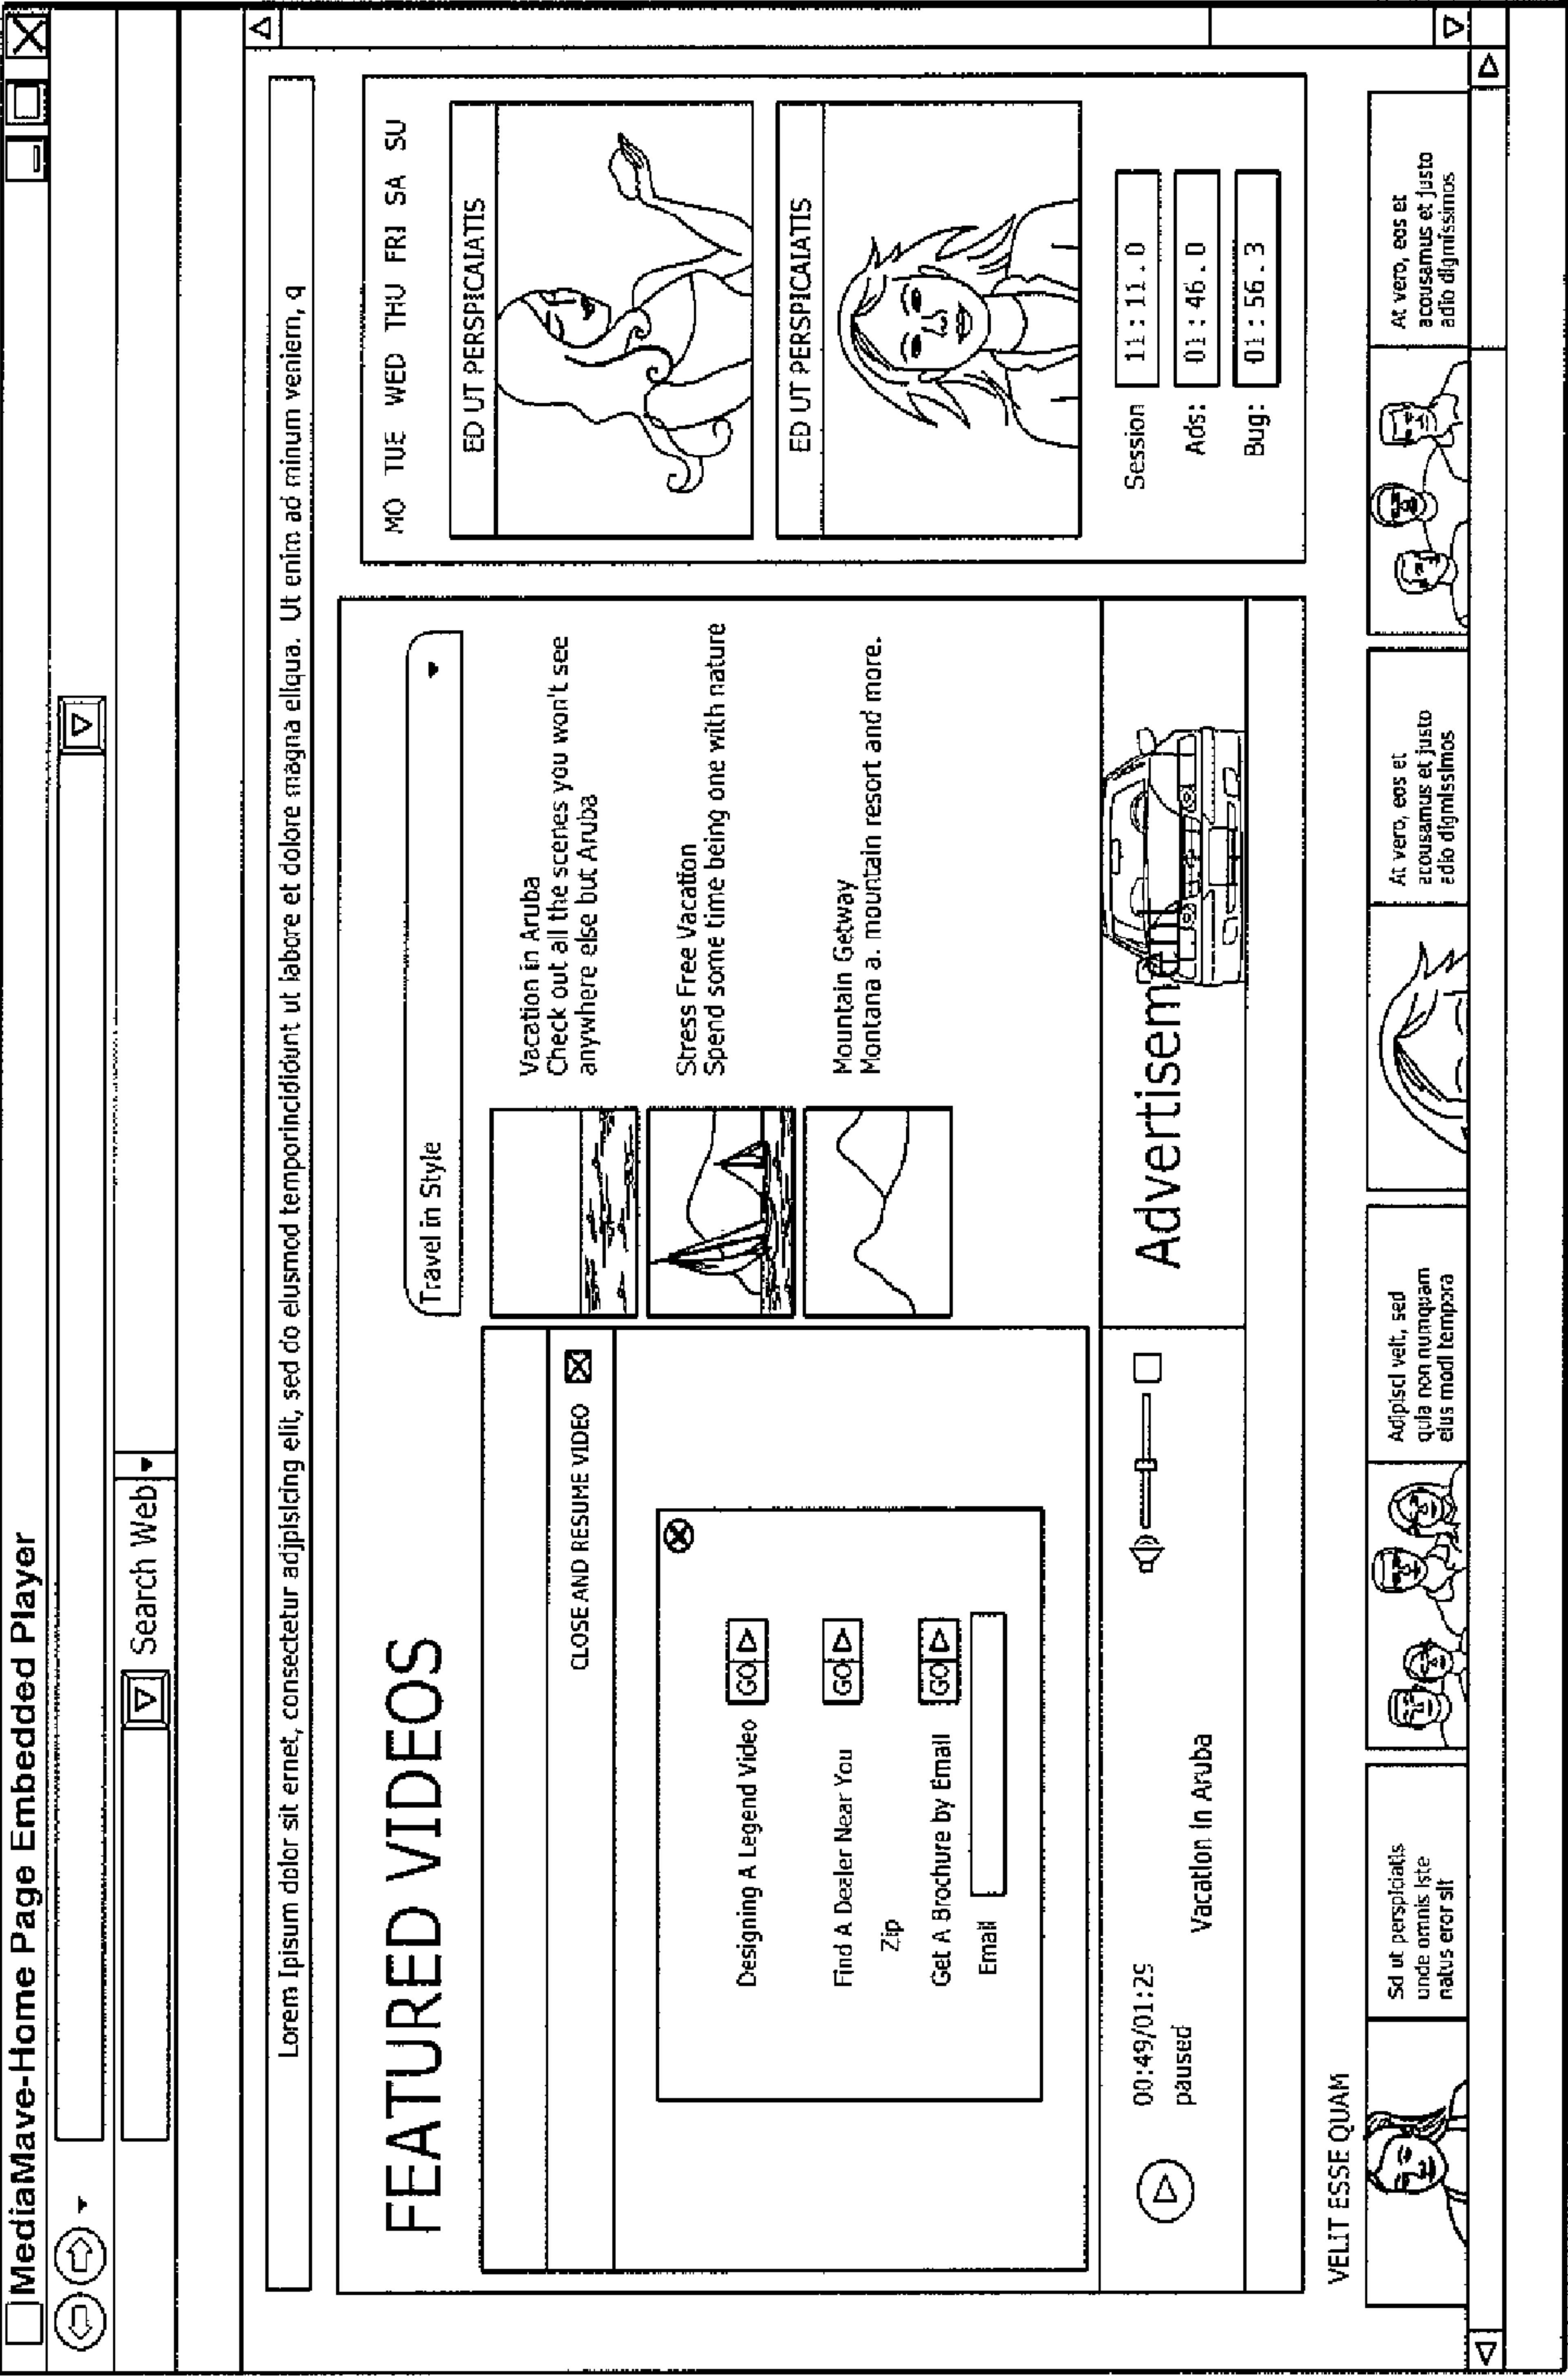 MediaMave-Home Page Embedded Player
Search Web
Lorem Ipisum dolor sit ernet, consectetur adjpislcing elit, sed do elusmod temporincididunt ut labore et dolore magna eliqua. Ut enim ad minum veniern, q
FEATURED VIDEOS
CLOSE AND RESUME VIDEO
Designing A Legend Video GO
Find A Dealer Near You GO
Zip
Get A Brochure by Email GO
Email
00:49/01:25
paused
Vacation In Aruba
Travel in Style
Vacation in Aruba
Check out all the scenes you won't see
anywhere else but Aruba
Stress Free Vacation
Spend some time being one with nature
Mountain Getway
Montana a. mountain resort and more.
Advertisement
MO TUE WED THU FRI SA SU
ED UT PERSPICAIATIS
ED UT PERSPICAIATIS
Session 11:11.0
Ads: 01:46.0
Bug: 01:56.3
VELIT ESSE QUAM
Sd ut perspiciatis
unde omnis iste
natus eror sit
Adipisci velt, sed
quia non numquam
eius modi tempora
At vero, eos et
acousamus et justo
adio dignissimos
At vero, eos et
acousamus et justo
adio dignissimos